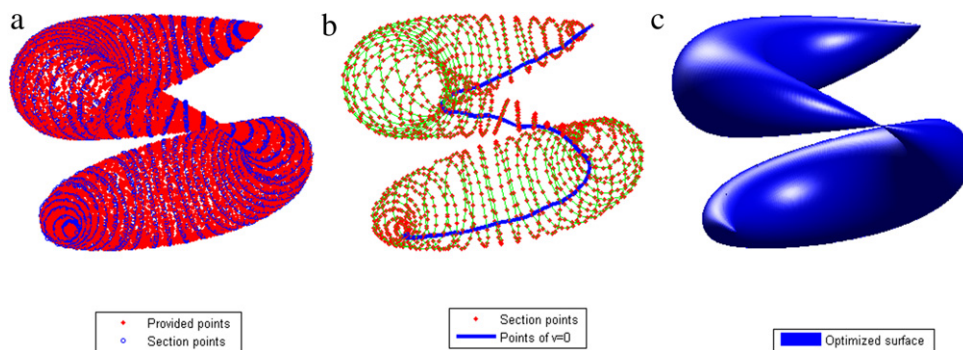 a
b
c
Provided points
Section points
Section points
Points of v=0
Optimized surface